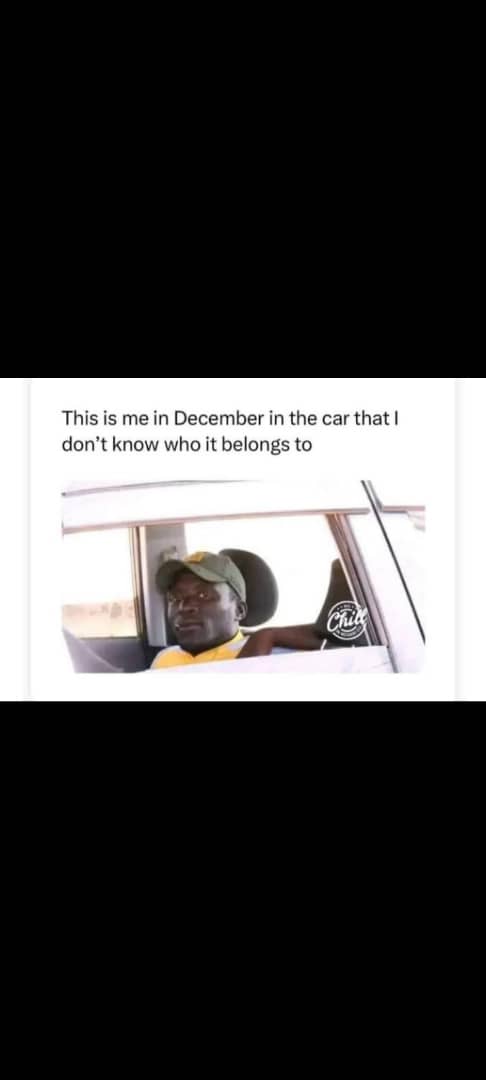 This is me in December in the car that I
don’t know who it belongs to
Chill